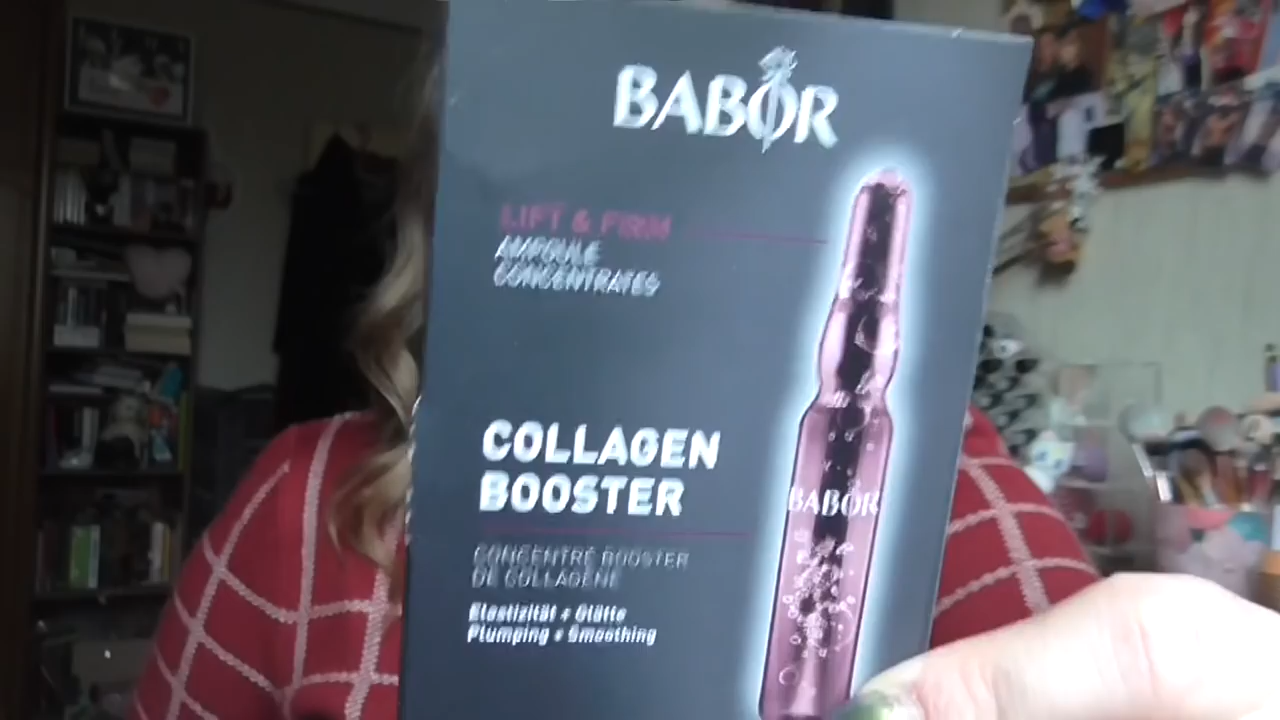 BABOR
LIFT & FIRM
AMPOULE
CONCENTRATES
COLLAGEN
BOOSTER
BABOR
CONCENTRÉ BOOSTER
DE COLLAGÈNE
Elastizität + Glätte
Plumping + Smoothing